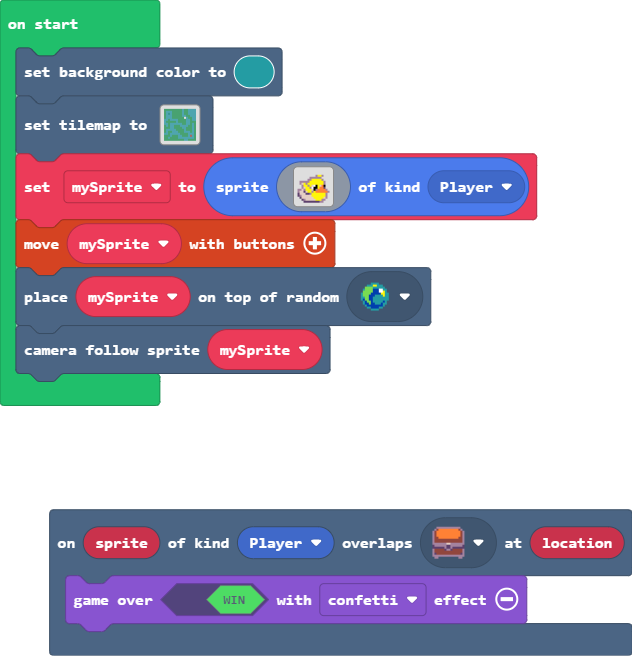 on start
set background color to
set tilemap to
set mySprite to sprite of kind Player
move mySprite with buttons
place mySprite on top of random
camera follow sprite mySprite
on sprite of kind Player overlaps at location
game over WIN with confetti effect